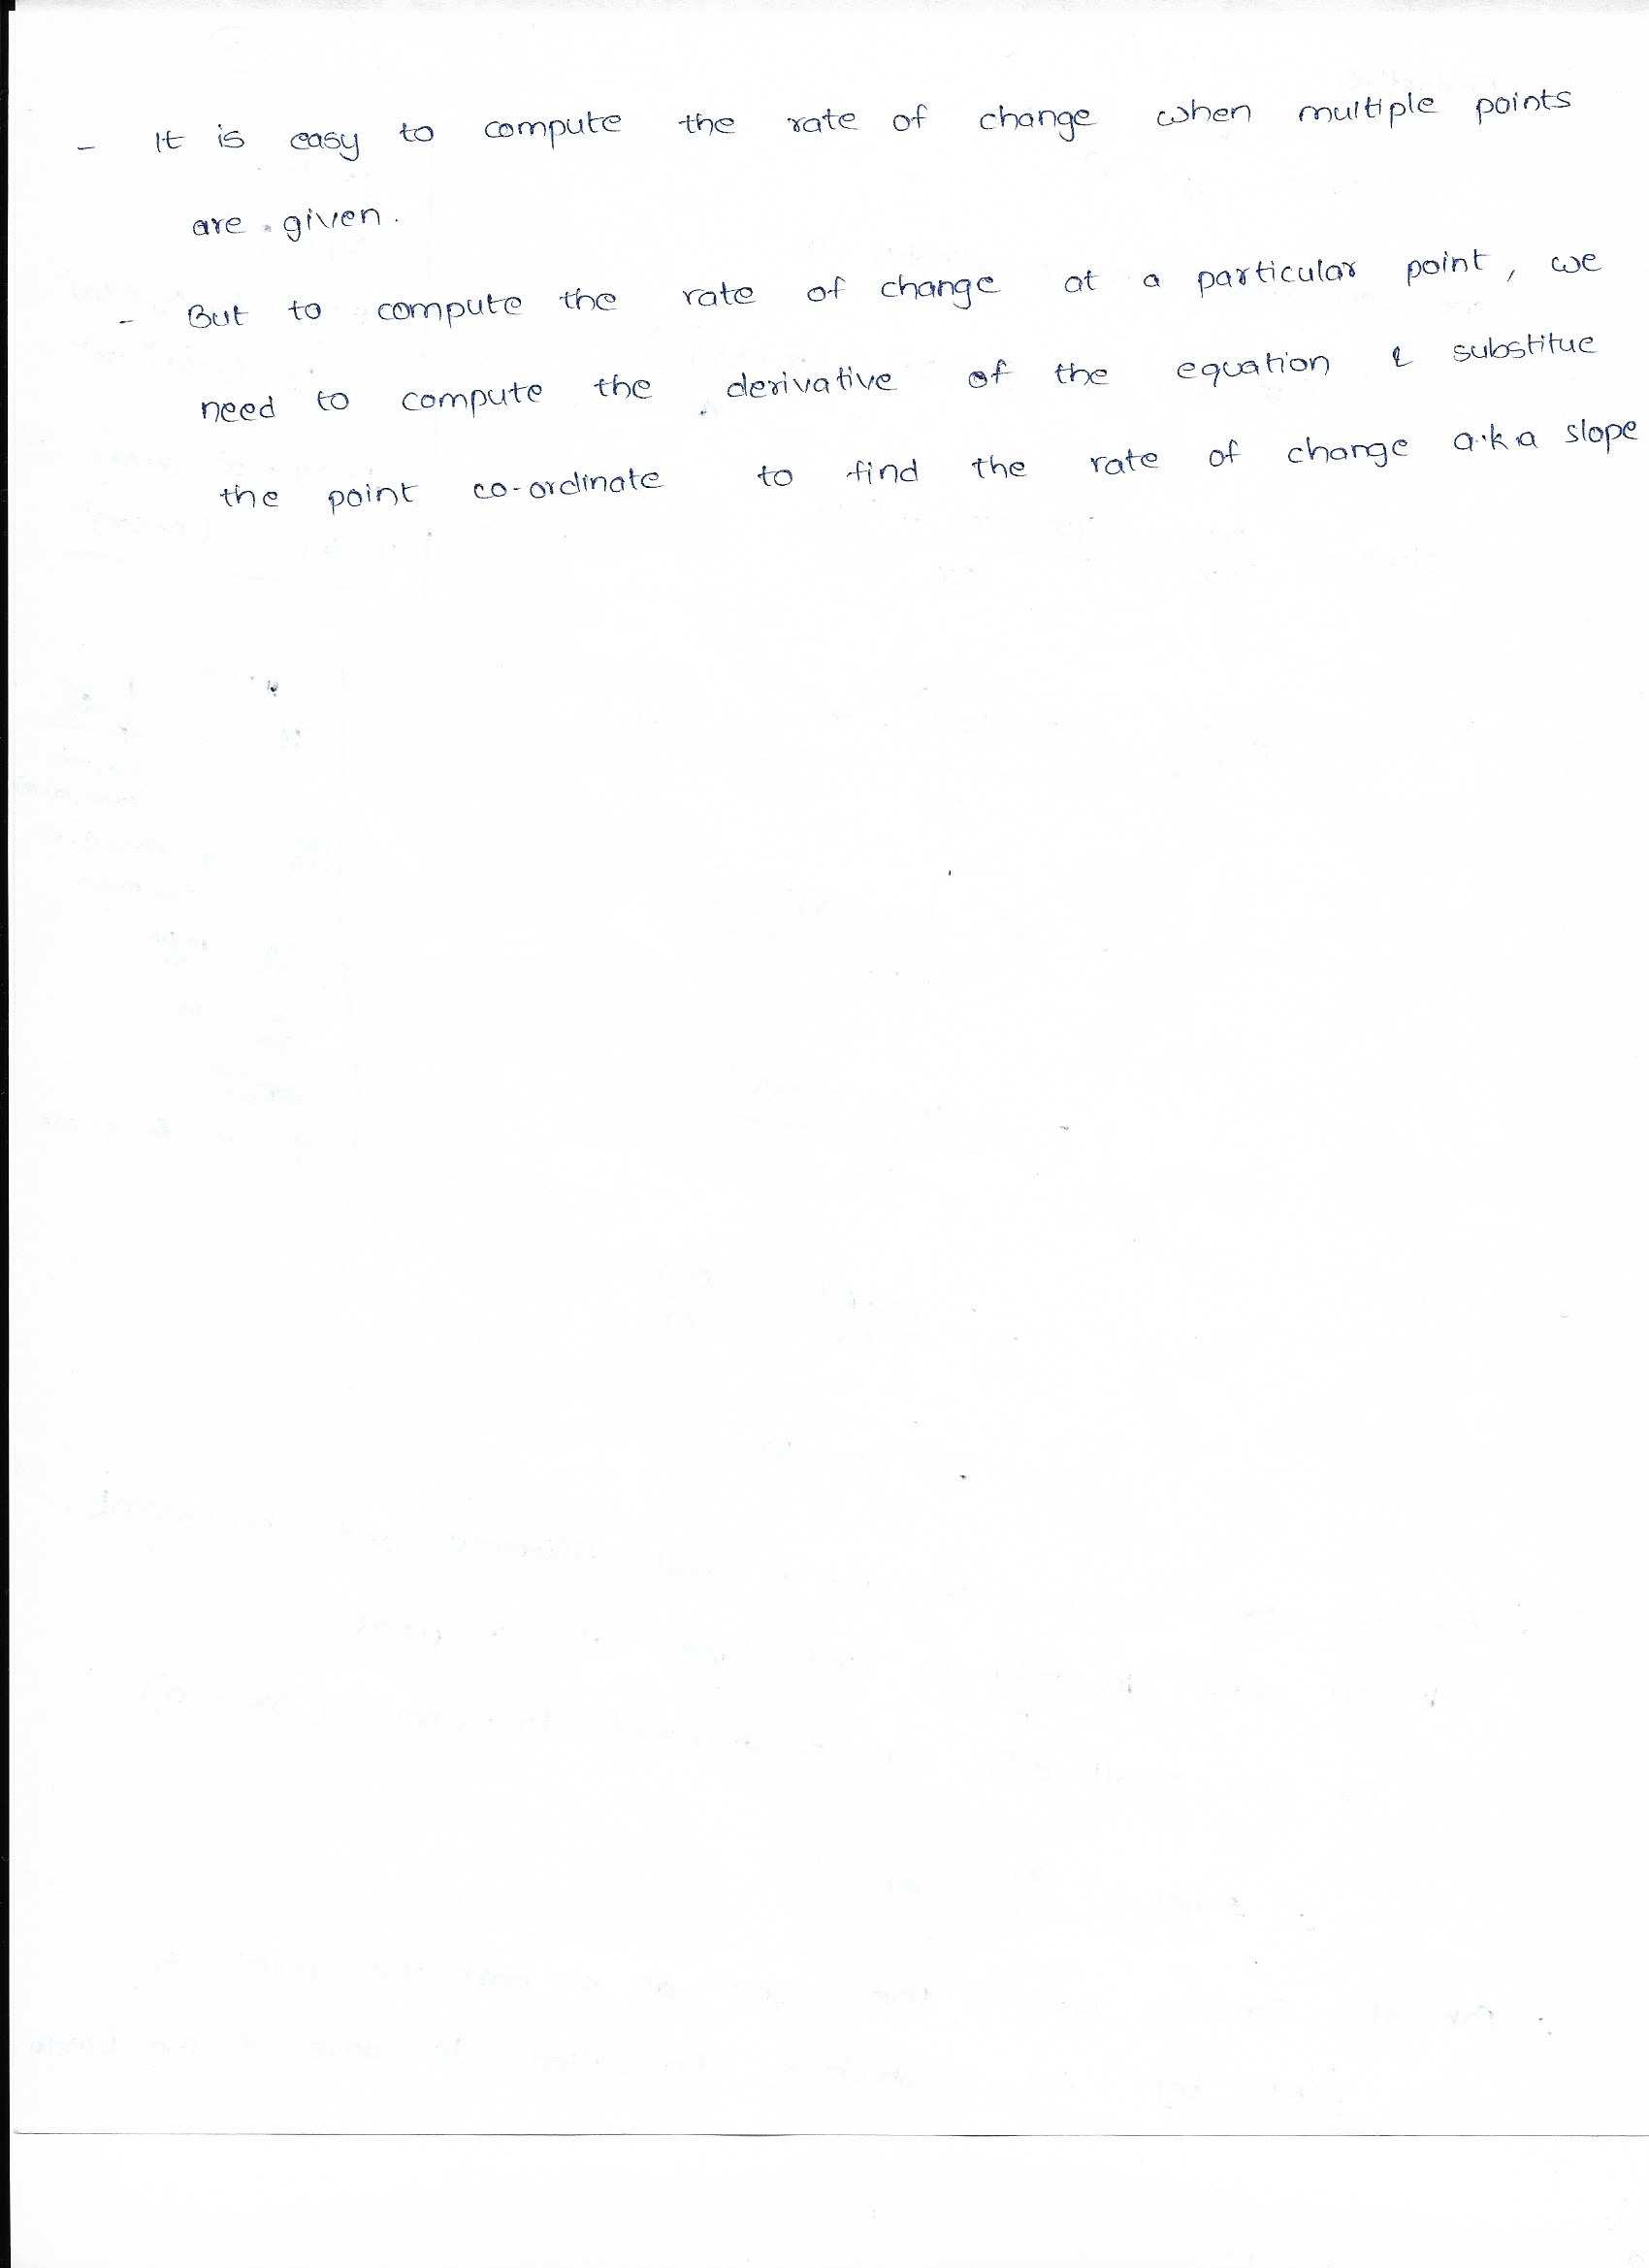 - It is easy to compute the rate of change when multiple points
are given.
- But to compute the rate of change at a particular point, we
need to compute the derivative of the equation & substitue
the point co-ordinate to find the rate of change a.k.a slope